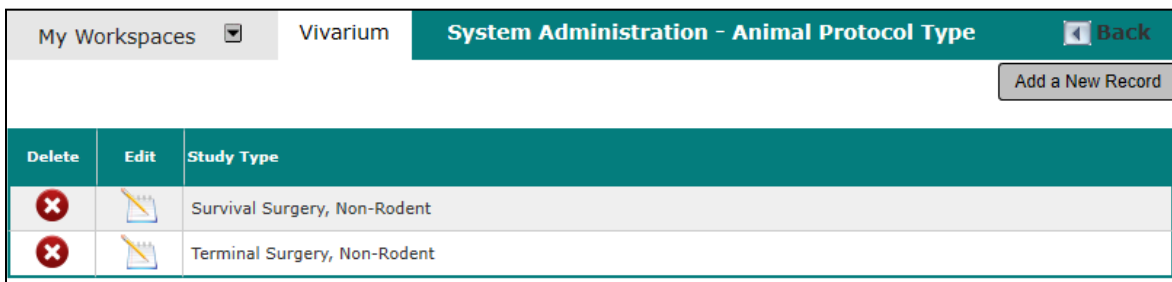 My Workspaces Vivarium System Administration - Animal Protocol Type Back
Add a New Record
Delete Edit Study Type
Survival Surgery, Non-Rodent
Terminal Surgery, Non-Rodent